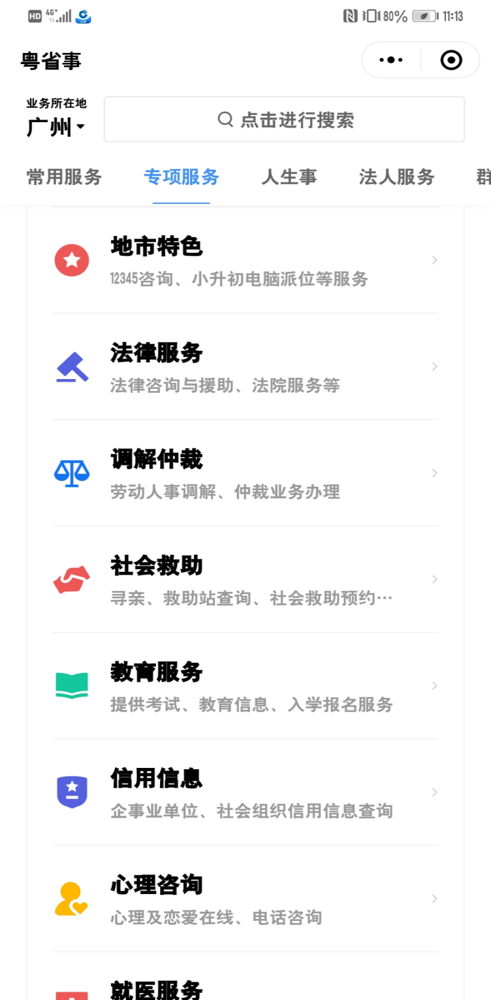 HD 4G+ 80% 11:13
粤省事
业务所在地
广州
点击进行搜索
常用服务 专项服务 人生事 法人服务 群
地市特色
12345咨询、小升初电脑派位等服务
法律服务
法律咨询与援助、法院服务等
调解仲裁
劳动人事调解、仲裁业务办理
社会救助
寻亲、救助站查询、社会救助预约…
教育服务
提供考试、教育信息、入学报名服务
信用信息
企事业单位、社会组织信用信息查询
心理咨询
心理及恋爱在线、电话咨询
就医服务